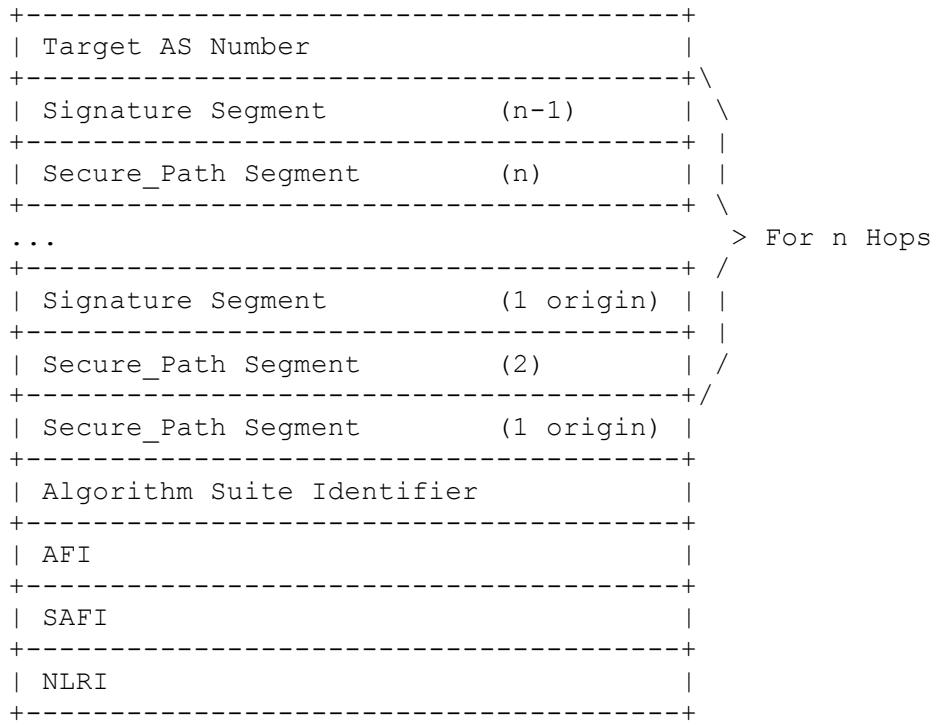 Target AS Number
Signature Segment (n-1)
Secure_Path Segment (n)
...
> For n Hops
Signature Segment (1 origin)
Secure_Path Segment (2)
Secure_Path Segment (1 origin)
Algorithm Suite Identifier
AFI
SAFI
NLRI